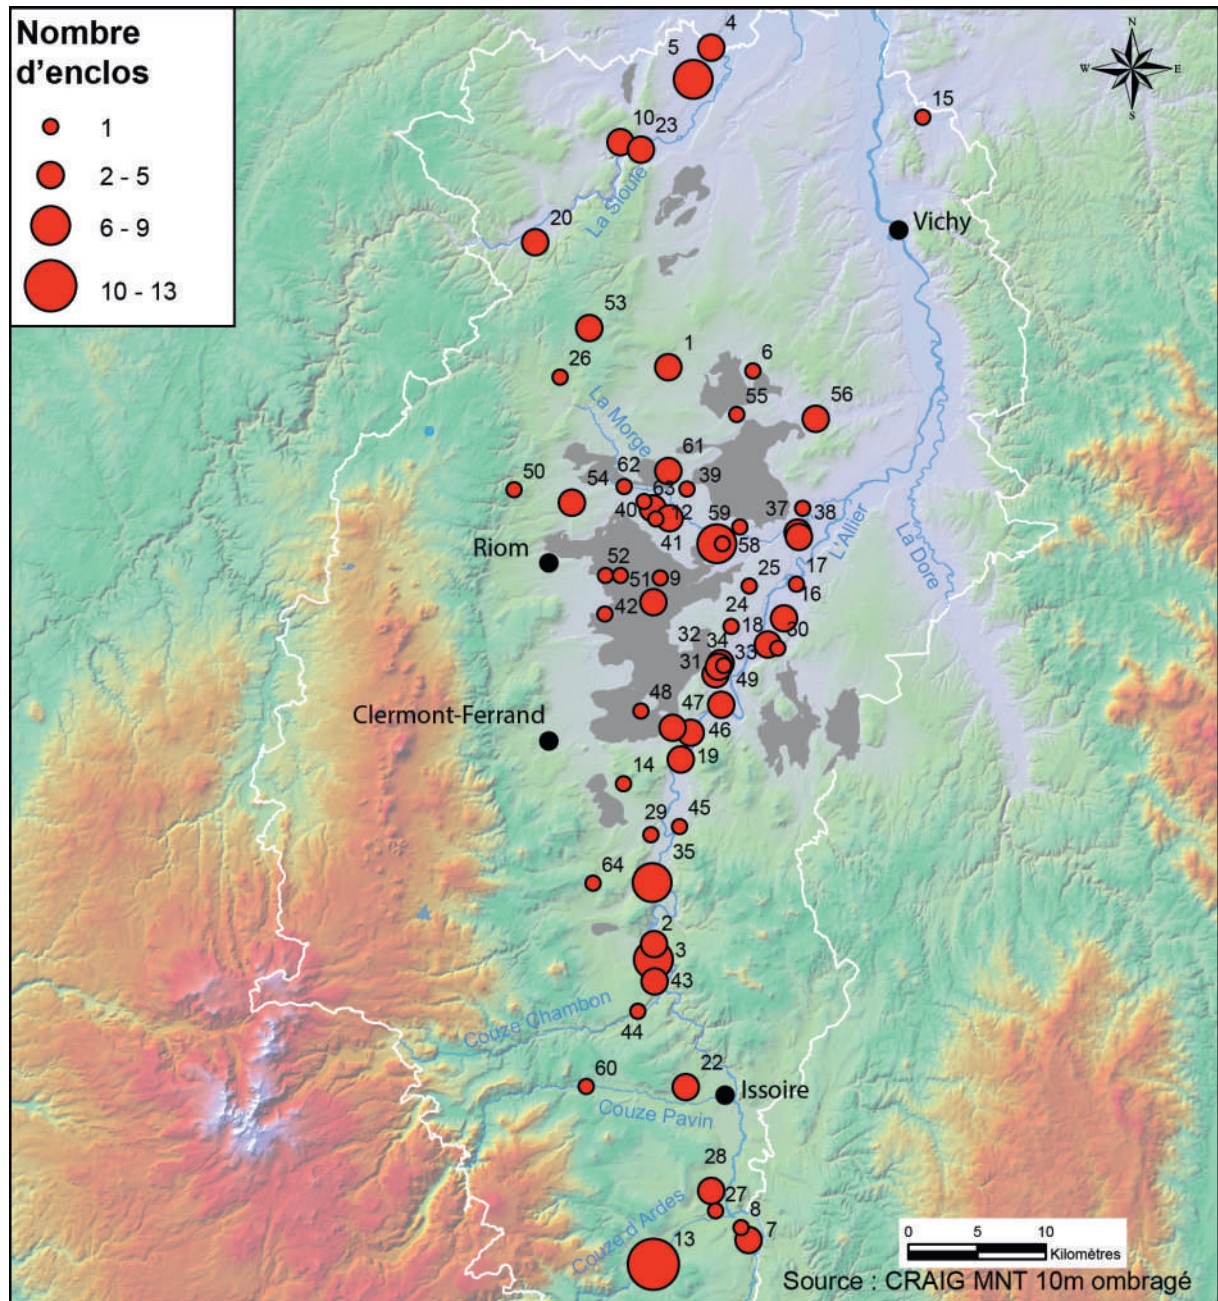 Nombre
d'enclos
1
2 - 5
6 - 9
10 - 13
N
W
E
S
4
5
15
10
23
La Sioule
20
Vichy
53
1
6
26
55
56
La Morge
61
62
39
50
54
63
40
12
59
37
38
41
58
L'Allier
La Dore
Riom
52
51
9
25
17
16
42
24
18
30
32
34
33
31
49
48
47
Clermont-Ferrand
46
19
14
29
45
35
64
2
3
43
Couze Chambon
44
60
22
Issoire
Couze Pavin
28
27
Couze d'Ardes
8
7
13
0 5 10
Kilomètres
Source : CRAIG MNT 10m ombragé